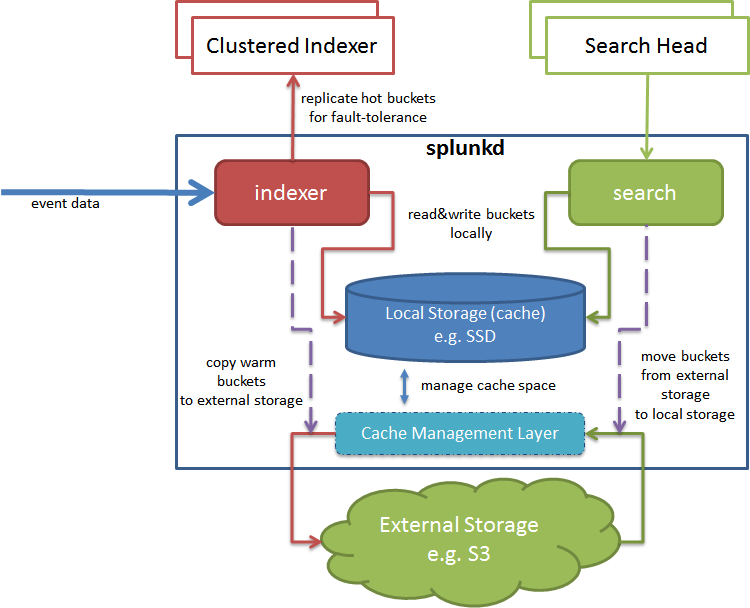 Clustered Indexer
Search Head
replicate hot buckets
for fault-tolerance
splunkd
indexer
search
event data
read&write buckets
locally
Local Storage (cache)
e.g. SSD
copy warm
buckets
to external storage
manage cache space
move buckets
from external
storage
to local storage
Cache Management Layer
External Storage
e.g. S3